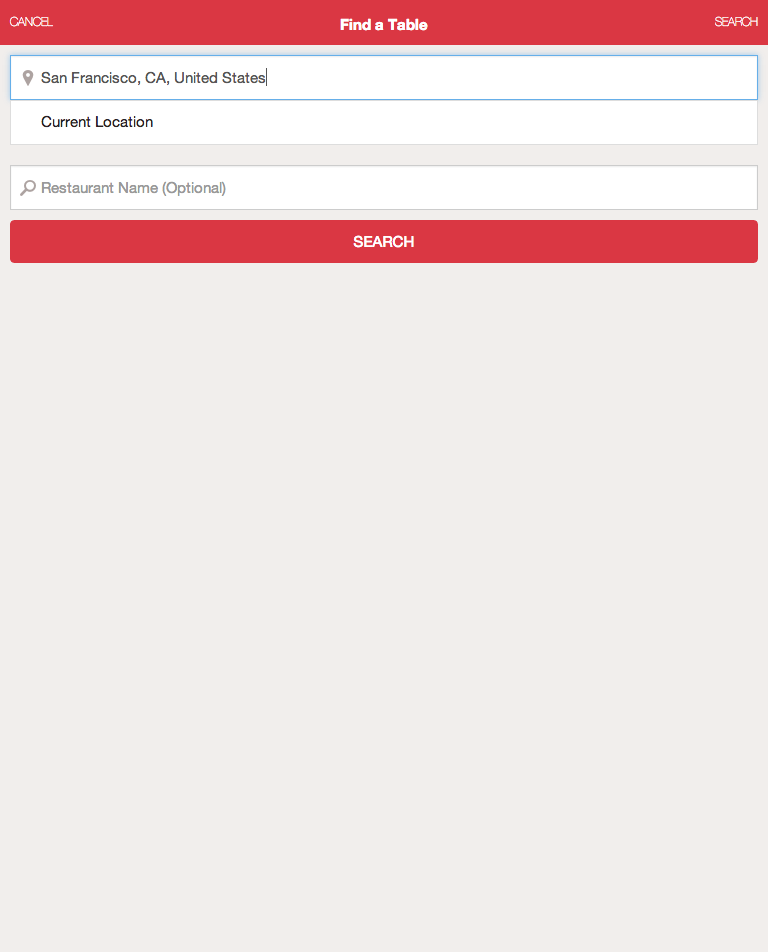 CANCEL
Find a Table
SEARCH
San Francisco, CA, United States
Current Location
Restaurant Name (Optional)
SEARCH